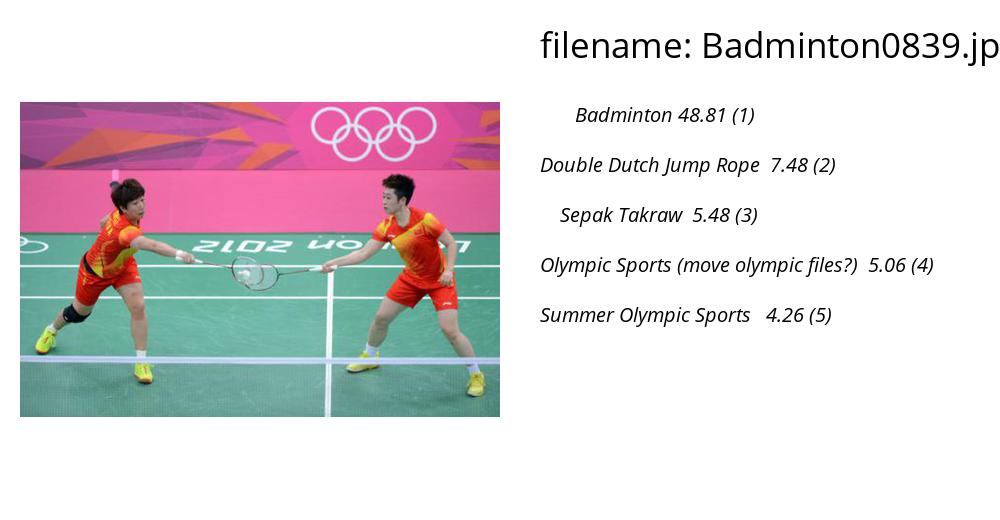 filename: Badminton0839.jp
Badminton 48.81 (1)
Double Dutch Jump Rope 7.48 (2)
Sepak Takraw 5.48 (3)
Olympic Sports (move olympic files?) 5.06 (4)
Summer Olympic Sports 4.26 (5)
London 2012